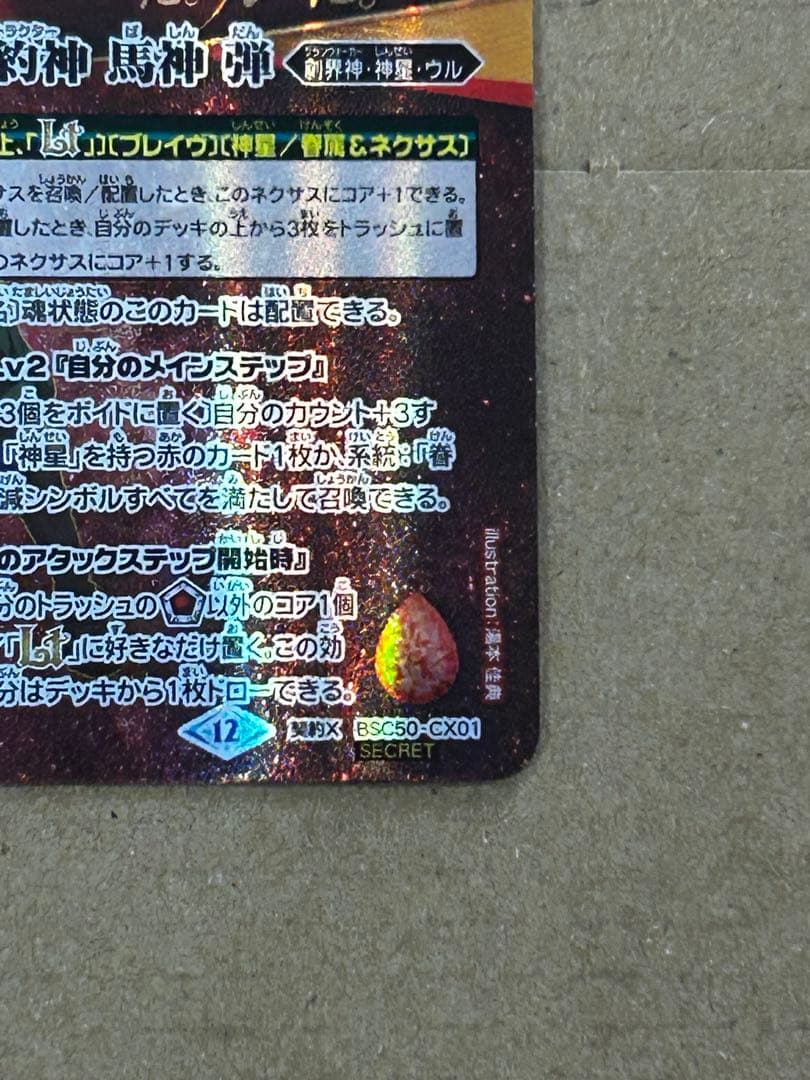 約神 馬神 弾
創界神・神星・ウル
上、「Lt」〕〔ブレイヴ〕〔神星／眷属&ネクサス〕
サスを召喚／配置したとき、このネクサスにコア+1できる。
置したとき、自分のデッキの上から3枚をトラッシュに置
のネクサスにコア+1する。
約〕魂状態のこのカードは配置できる。
Lv2『自分のメインステップ』
3個をボイドに置く〕自分のカウント+3す
「神星」を持つ赤のカード1枚か、系統：「眷
減シンボルすべてを満たして召喚できる。
のアタックステップ開始時』
分のトラッシュの以外のコア1個
「Lt」に好きなだけ置く。この効
分はデッキから1枚ドローできる。
illustration：湯本 佳典
12 契約X BSC50-CX01
SECRET